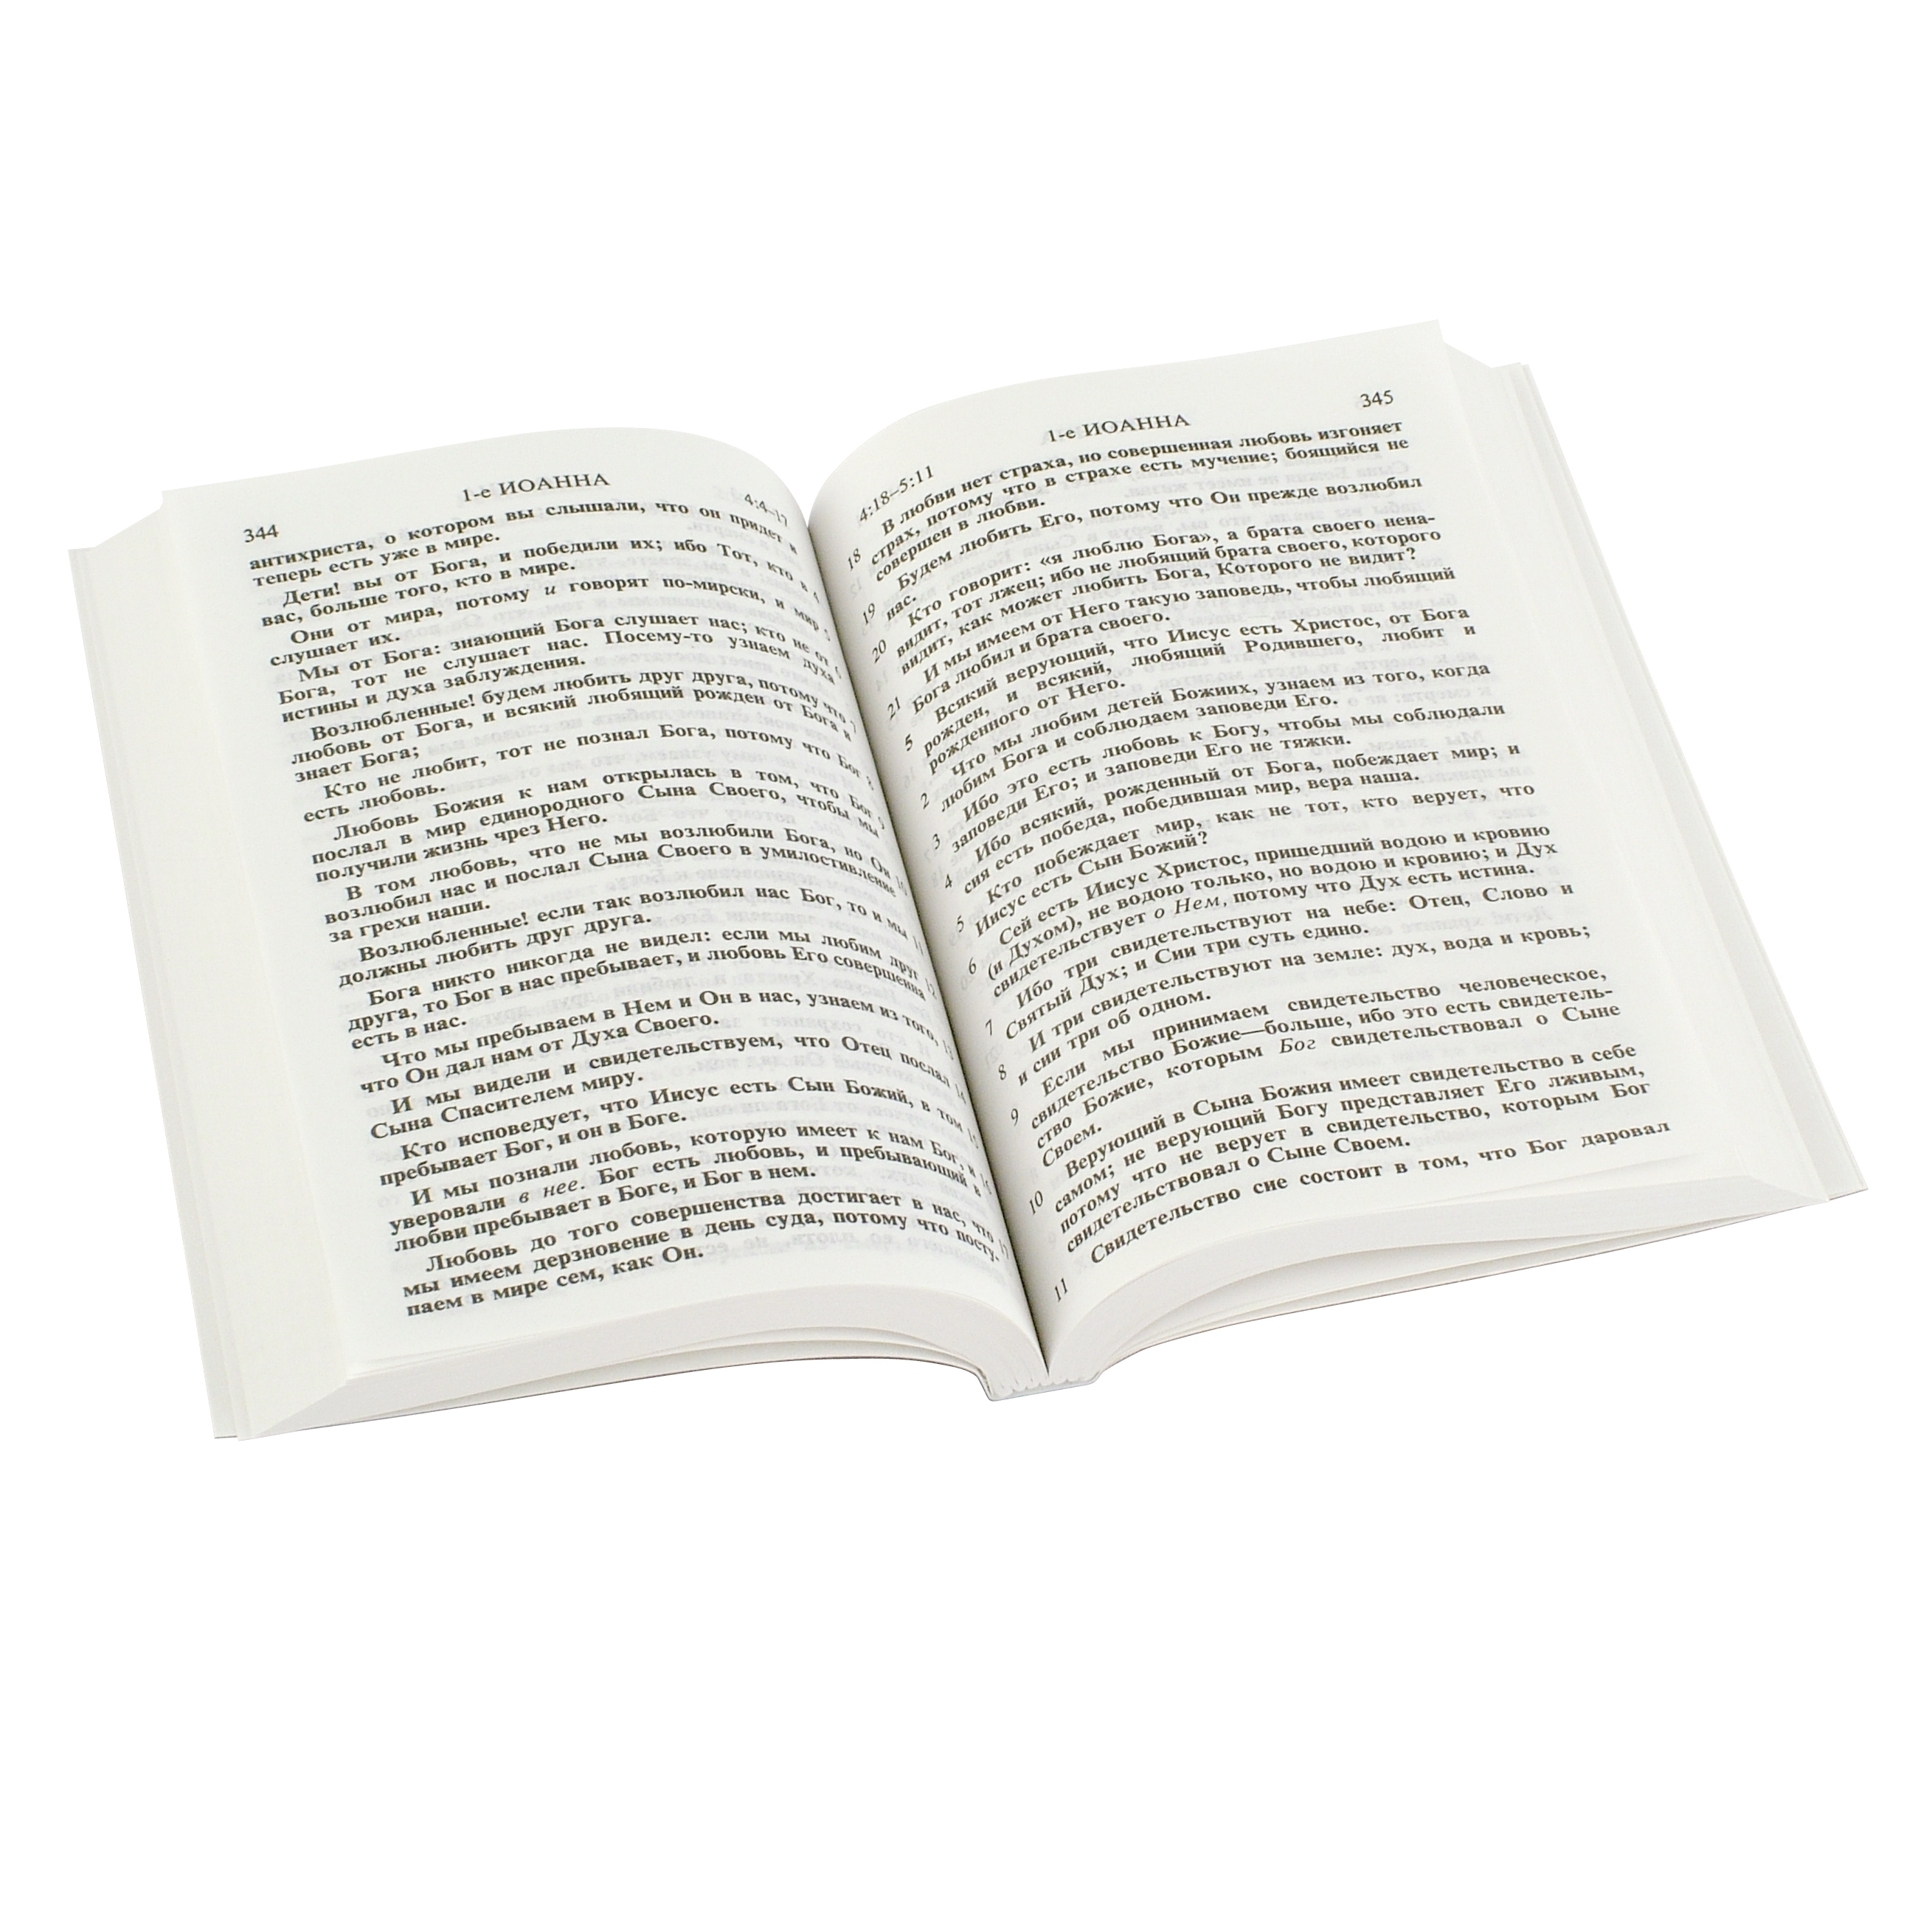 344
1-е ИОАННА
4:4–17
антихриста, о котором вы слышали, что он придет и
теперь есть уже в мире.
Дети! вы от Бога, и победили их; ибо Тот, кто в 4
вас, больше того, кто в мире.
Они от мира, потому и говорят по-мирски, и мир 5
слушает их.
Мы от Бога: знающий Бога слушает нас; кто не от 6
Бога, тот не слушает нас. Посему-то узнаем духа
истины и духа заблуждения.
Возлюбленные! будем любить друг друга, потому что 7
любовь от Бога, и всякий любящий рожден от Бога и
знает Бога;
Кто не любит, тот не познал Бога, потому что Бог 8
есть любовь.
Любовь Божия к нам открылась в том, что Бог 9
послал в мир единородного Сына Своего, чтобы мы
получили жизнь чрез Него.
В том любовь, что не мы возлюбили Бога, но Он 10
возлюбил нас и послал Сына Своего в умилостивление
за грехи наши.
Возлюбленные! если так возлюбил нас Бог, то и мы 11
должны любить друг друга.
Бога никто никогда не видел: если мы любим друг 12
друга, то Бог в нас пребывает, и любовь Его совершенна
есть в нас.
Что мы пребываем в Нем и Он в нас, узнаем из того, 13
что Он дал нам от Духа Своего.
И мы видели и свидетельствуем, что Отец послал 14
Сына Спасителем миру.
Кто исповедует, что Иисус есть Сын Божий, в том 15
пребывает Бог, и он в Боге.
И мы познали любовь, которую имеет к нам Бог, и 16
уверовали в нее. Бог есть любовь, и пребывающий в
любви пребывает в Боге, и Бог в нем.
Любовь до того совершенства достигает в нас, что 17
мы имеем дерзновение в день суда, потому что посту-
паем в мире сем, как Он.
4:18–5:11
1-е ИОАННА
345
18 В любви нет страха, но совершенная любовь изгоняет
страх, потому что в страхе есть мучение; боящийся не
совершен в любви.
19 Будем любить Его, потому что Он прежде возлюбил
нас.
20 Кто говорит: «я люблю Бога», а брата своего нена-
видит, тот лжец; ибо не любящий брата своего, которого
видит, как может любить Бога, Которого не видит?
21 И мы имеем от Него такую заповедь, чтобы любящий
Бога любил и брата своего.
5 Всякий верующий, что Иисус есть Христос, от Бога
рожден, и всякий, любящий Родившего, любит и
рожденного от Него.
2 Что мы любим детей Божиих, узнаем из того, когда
любим Бога и соблюдаем заповеди Его.
3 Ибо это есть любовь к Богу, чтобы мы соблюдали
заповеди Его; и заповеди Его не тяжки.
4 Ибо всякий, рожденный от Бога, побеждает мир; и
сия есть победа, победившая мир, вера наша.
5 Кто побеждает мир, как не тот, кто верует, что
Иисус есть Сын Божий?
6 Сей есть Иисус Христос, пришедший водою и кровию
(и Духом), не водою только, но водою и кровию; и Дух
свидетельствует о Нем, потому что Дух есть истина.
7 Ибо три свидетельствуют на небе: Отец, Слово и
Святый Дух; и Сии три суть едино.
8 И три свидетельствуют на земле: дух, вода и кровь;
и сии три об одном.
9 Если мы принимаем свидетельство человеческое,
свидетельство Божие—больше, ибо это есть свидетель-
ство Божие, которым Бог свидетельствовал о Сыне
Своем.
10 Верующий в Сына Божия имеет свидетельство в себе
самом; не верующий Богу представляет Его лживым,
потому что не верует в свидетельство, которым Бог
свидетельствовал о Сыне Своем.
11 Свидетельство сие состоит в том, что Бог даровал